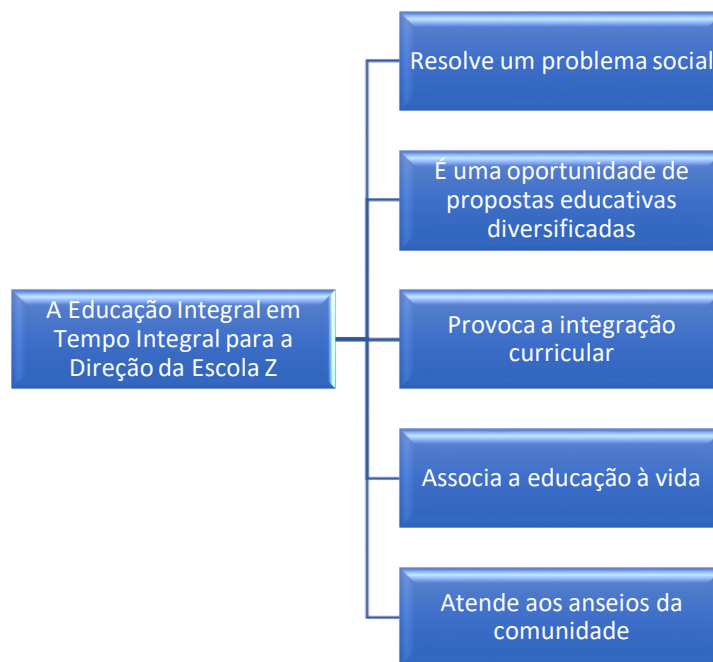 Resolve um problema social
É uma oportunidade de
propostas educativas
diversificadas
A Educação Integral em
Tempo Integral para a
Direção da Escola Z
Provoca a integração
curricular
Associa a educação à vida
Atende aos anseios da
comunidade